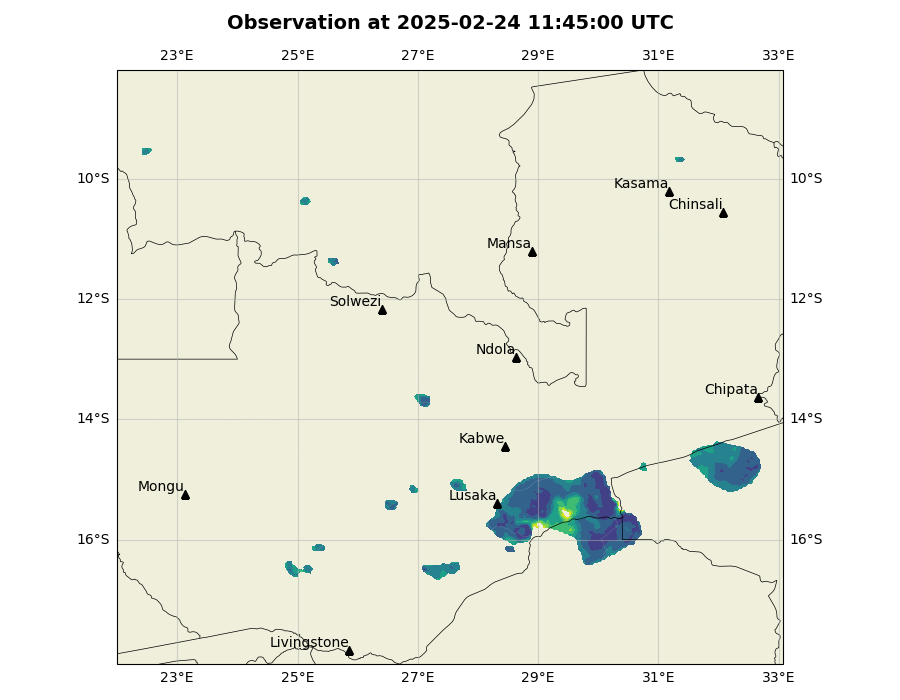 Observation at 2025-02-24 11:45:00 UTC
23°E 25°E 27°E 29°E 31°E 33°E
10°S 10°S
Kasama
Chinsali
Mansa
12°S 12°S
Solwezi
Ndola
Chipata
14°S 14°S
Kabwe
Mongu
Lusaka
16°S 16°S
Livingstone
23°E 25°E 27°E 29°E 31°E 33°E